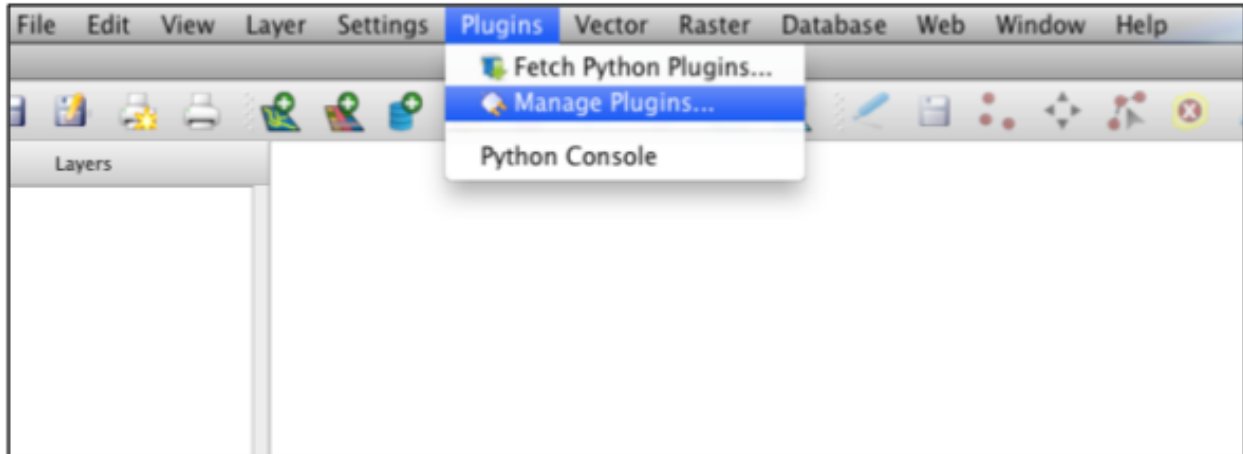 File Edit View Layer Settings Plugins Vector Raster Database Web Window Help
Fetch Python Plugins...
Manage Plugins...
Python Console
Layers